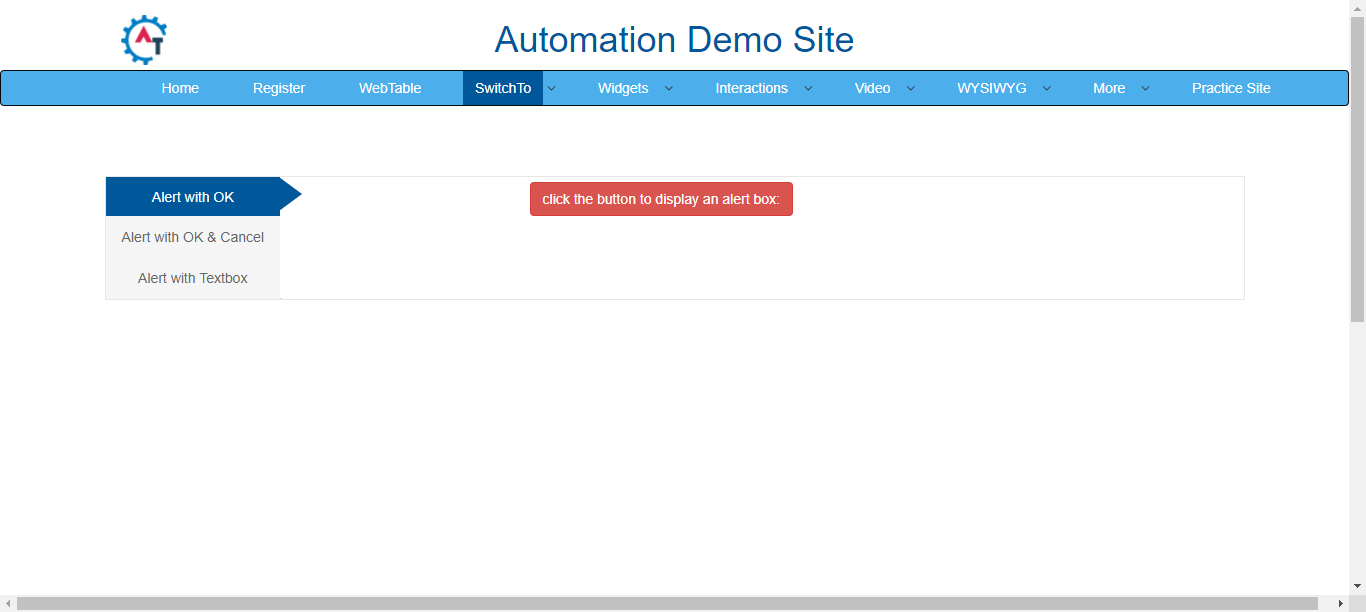 AT
Automation Demo Site
Home Register WebTable SwitchTo Widgets Interactions Video WYSIWYG More Practice Site
Alert with OK
click the button to display an alert box:
Alert with OK & Cancel
Alert with Textbox